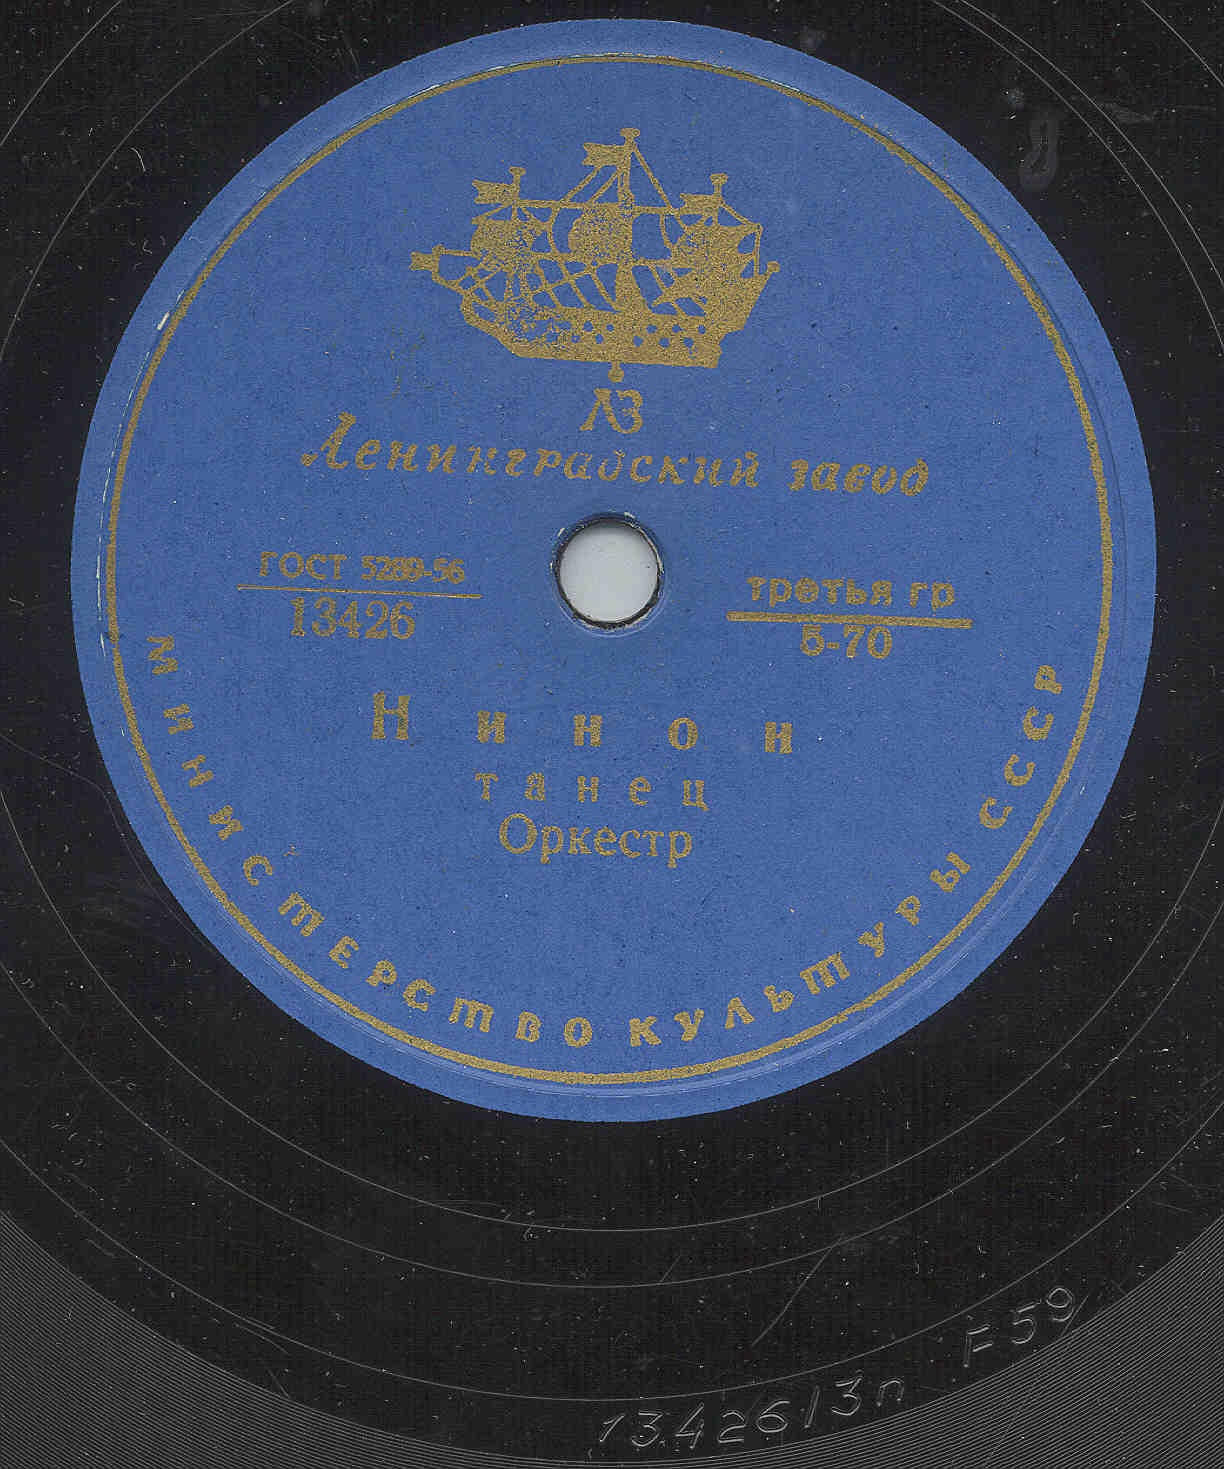 ЛЗ
Ленинградский завод
ГОСТ 5289-56
13426
третья гр
5-70
Нинон
танец
Оркестр
МИНИСТЕРСТВО КУЛЬТУРЫ СССР
13426 13п F 59